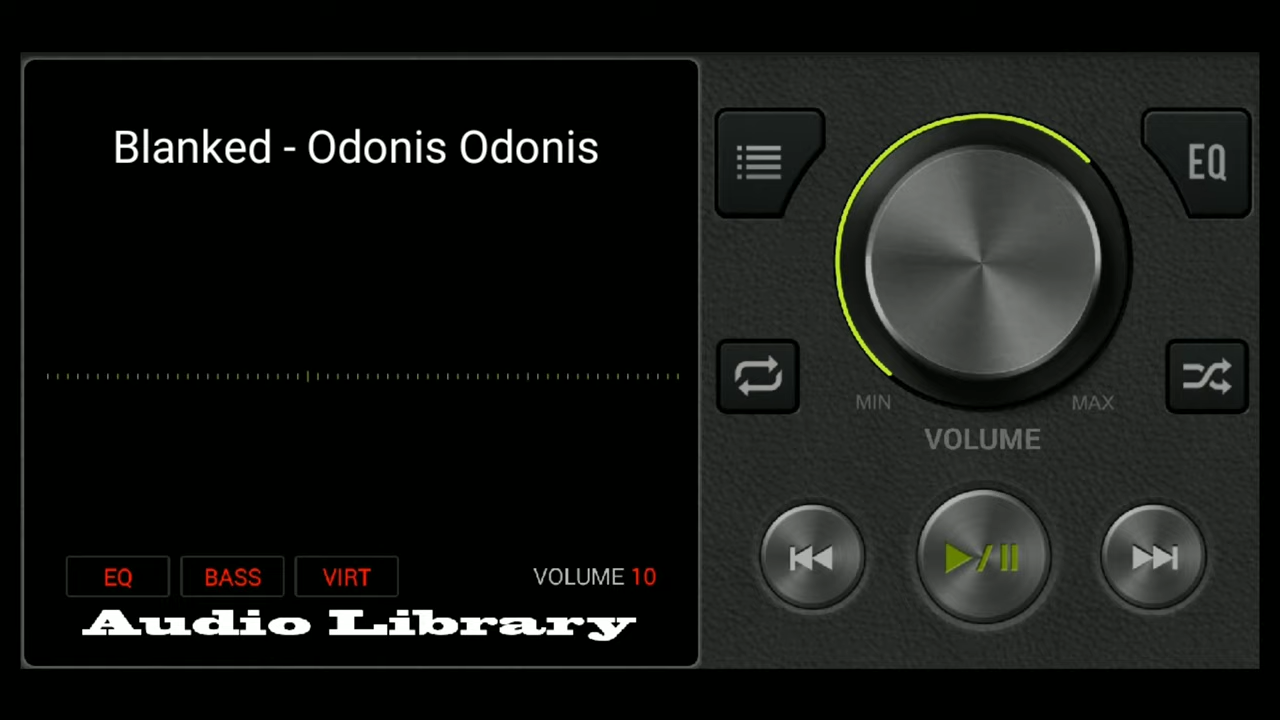 Blanked - Odonis Odonis
EQ
MIN
MAX
VOLUME
EQ
BASS
VIRT
VOLUME 10
Audio Library